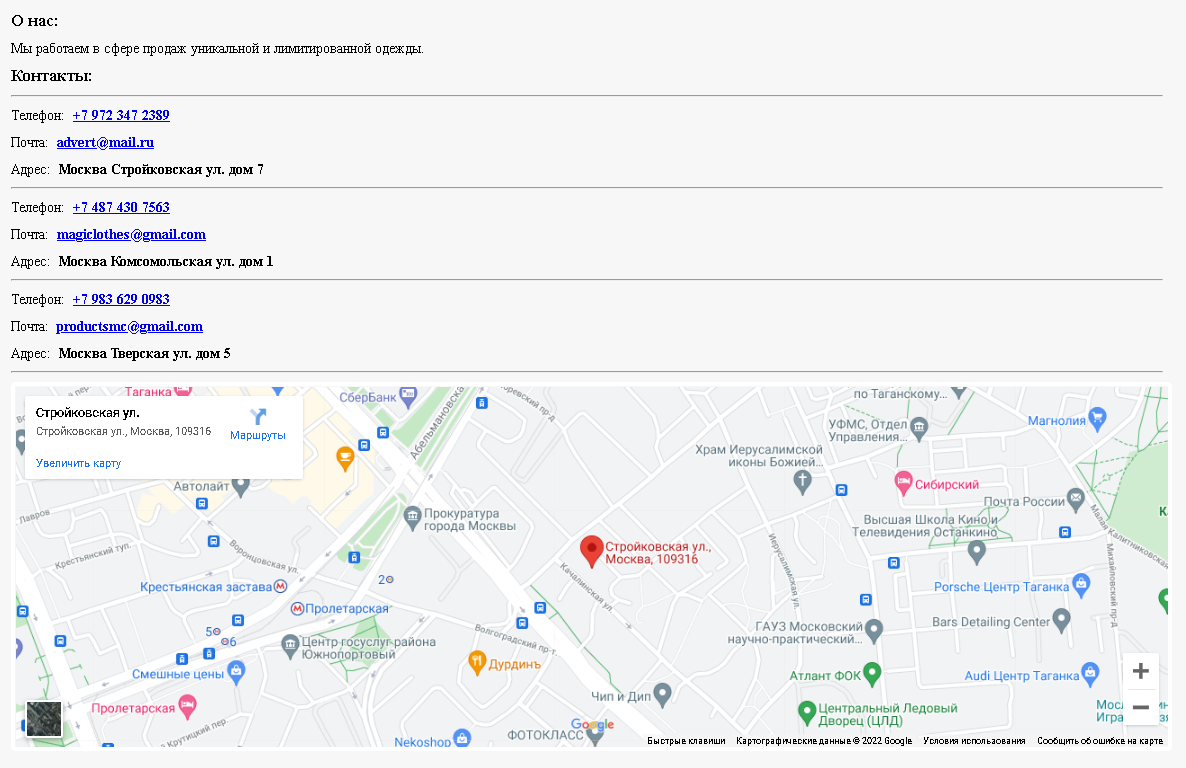 О нас:
Мы работаем в сфере продаж уникальной и лимитированной одежды.
Контакты:
Телефон: +7 972 347 2389
Почта: advert@mail.ru
Адрес: Москва Стройковская ул. дом 7
Телефон: +7 487 430 7563
Почта: magiclothes@gmail.com
Адрес: Москва Комсомольская ул. дом 1
Телефон: +7 983 629 0983
Почта: productsmc@gmail.com
Адрес: Москва Тверская ул. дом 5
Стройковская ул.
Стройковская ул., Москва, 109316
Маршруты
Увеличить карту
Таганка
СберБанк
Абельмановская
по Таганскому...
УФМС, Отдел
Управления...
Магнолия
Храм Иерусалимской
иконы Божией...
Сибирский
Почта России
Автолайт
Прокуратура
города Москвы
Высшая Школа Кино и
Телевидения Останкино
Лавров
Крестьянский туп.
Воронцовская ул.
Стройковская ул.,
Москва, 109316
Качалинская ул.
Иерусалимская ул.
Малая Калитниковская
Михайловский пр-д
Крестьянская застава
2
Пролетарская
Porsche Центр Таганка
Bars Detailing Center
ГАУЗ Московский
научно-практический...
5
6
Центр госуслуг района
Южнопортовый
Волгоградский пр-т
Дурдинъ
Смешные цены
Атлант ФОК
Audi Центр Таганка
Чип и Дип
Пролетарская
Центральный Ледовый
Дворец (ЦЛД)
Крутицкий пер.
Nekoshop
ФОТОКЛАСС
Google
Быстрые клавиши
Картографические данные © 2022 Google
Условия использования
Сообщить об ошибке на карте